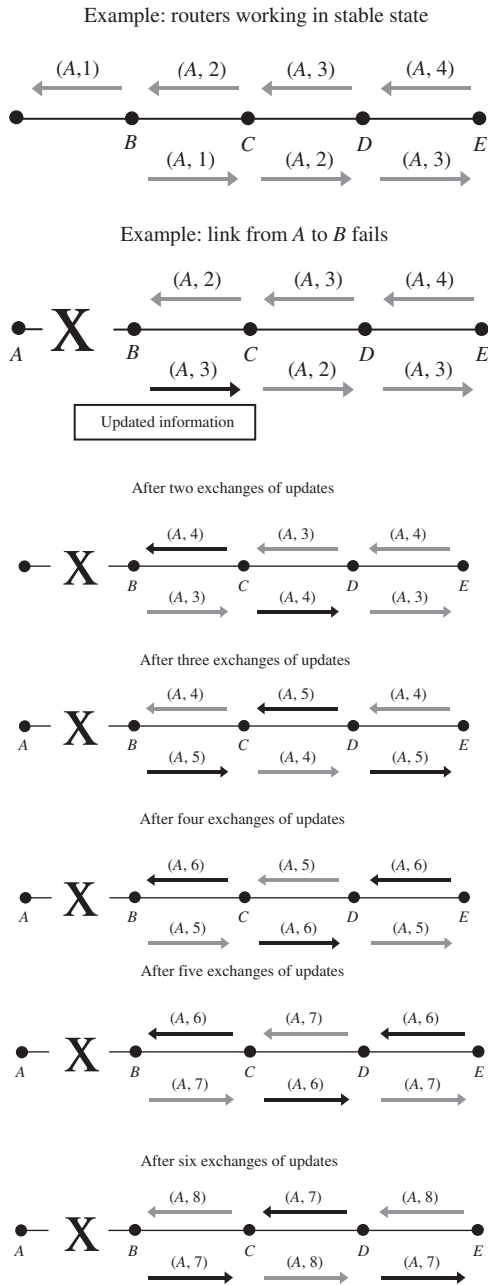 Example: routers working in stable state
(A,1) (A, 2) (A, 3) (A, 4)
B C D E
(A, 1) (A, 2) (A, 3)
Example: link from A to B fails
(A, 2) (A, 3) (A, 4)
X
A B C D E
(A, 3) (A, 2) (A, 3)
Updated information
After two exchanges of updates
(A, 4) (A, 3) (A, 4)
X
B C D E
(A, 3) (A, 4) (A, 3)
After three exchanges of updates
(A, 4) (A, 5) (A, 4)
X
A B C D E
(A, 5) (A, 4) (A, 5)
After four exchanges of updates
(A, 6) (A, 5) (A, 6)
X
A B C D E
(A, 5) (A, 6) (A, 5)
After five exchanges of updates
(A, 6) (A, 7) (A, 6)
X
A B C D E
(A, 7) (A, 6) (A, 7)
After six exchanges of updates
(A, 8) (A, 7) (A, 8)
X
A B C D E
(A, 7) (A, 8) (A, 7)